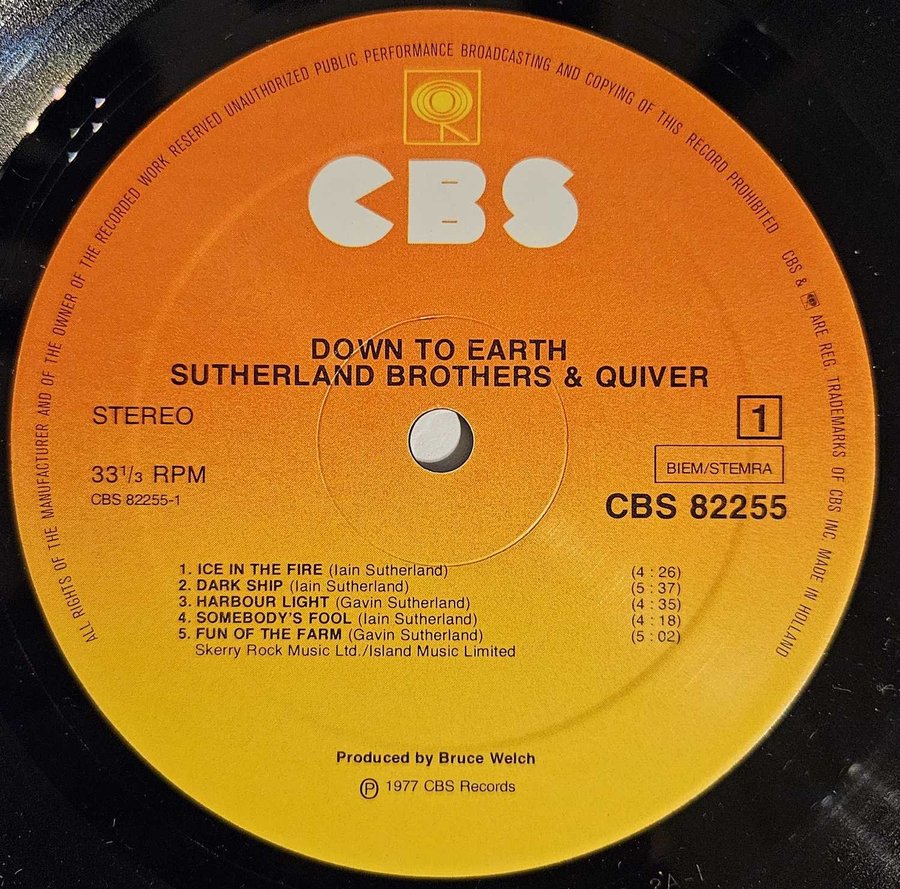 ALL RIGHTS OF THE MANUFACTURER AND OF THE OWNER OF THE RECORDED WORK RESERVED UNAUTHORIZED PUBLIC PERFORMANCE BROADCASTING AND COPYING OF THIS RECORD PROHIBITED
CBS & ARE REG. TRADEMARKS OF CBS INC. MADE IN HOLLAND
CBS
DOWN TO EARTH
SUTHERLAND BROTHERS & QUIVER
STEREO
1
33 1/3 RPM
BIEM/STEMRA
CBS 82255-1
CBS 82255
1. ICE IN THE FIRE (Iain Sutherland) (4 : 26)
2. DARK SHIP (Iain Sutherland) (5 : 37)
3. HARBOUR LIGHT (Gavin Sutherland) (4 : 35)
4. SOMEBODY'S FOOL (Iain Sutherland) (4 : 18)
5. FUN OF THE FARM (Gavin Sutherland) (5 : 02)
Skerry Rock Music Ltd./Island Music Limited
Produced by Bruce Welch
℗ 1977 CBS Records